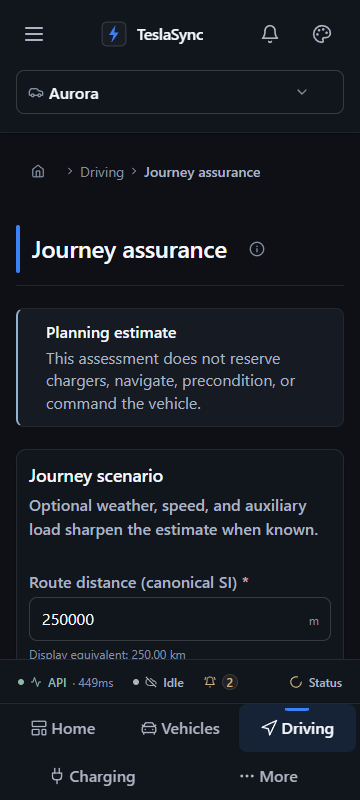 TeslaSync
Aurora
Driving
Journey assurance
Journey assurance
Planning estimate
This assessment does not reserve
chargers, navigate, precondition, or
command the vehicle.
Journey scenario
Optional weather, speed, and auxiliary
load sharpen the estimate when known.
Route distance (canonical SI) *
250000 m
Display equivalent: 250.00 km
API · 449ms Idle 2 Status
Home Vehicles Driving
Charging More